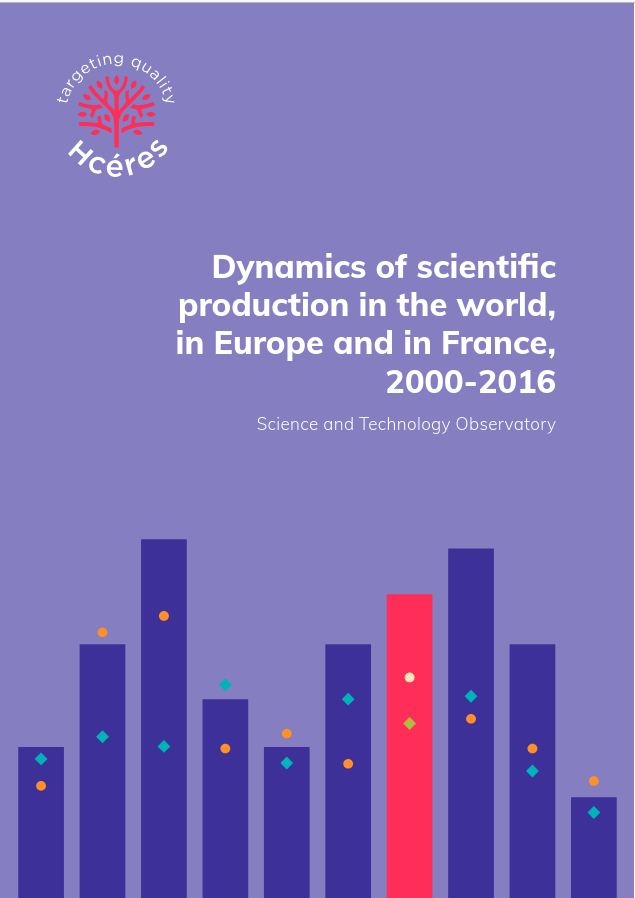 targeting quality
Hcéres
Dynamics of scientific
production in the world,
in Europe and in France,
2000-2016
Science and Technology Observatory